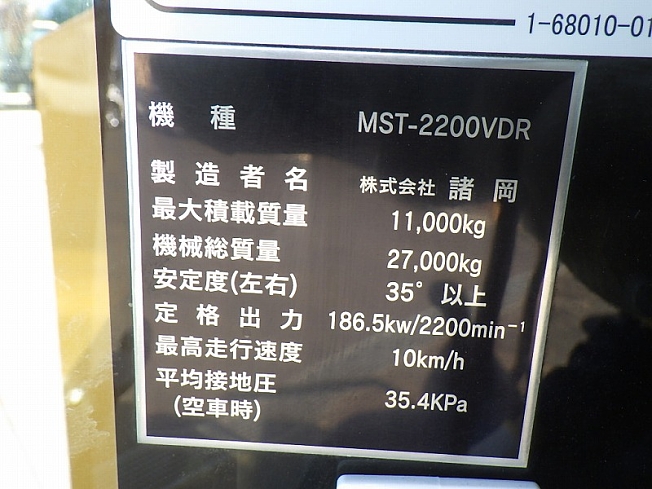 1-68010-01
機種 MST-2200VDR
製造者名 株式会社 諸岡
最大積載質量 11,000kg
機械総質量 27,000kg
安定度(左右) 35° 以上
定格出力 186.5kw/2200min⁻¹
最高走行速度 10km/h
平均接地圧 35.4KPa
(空車時)